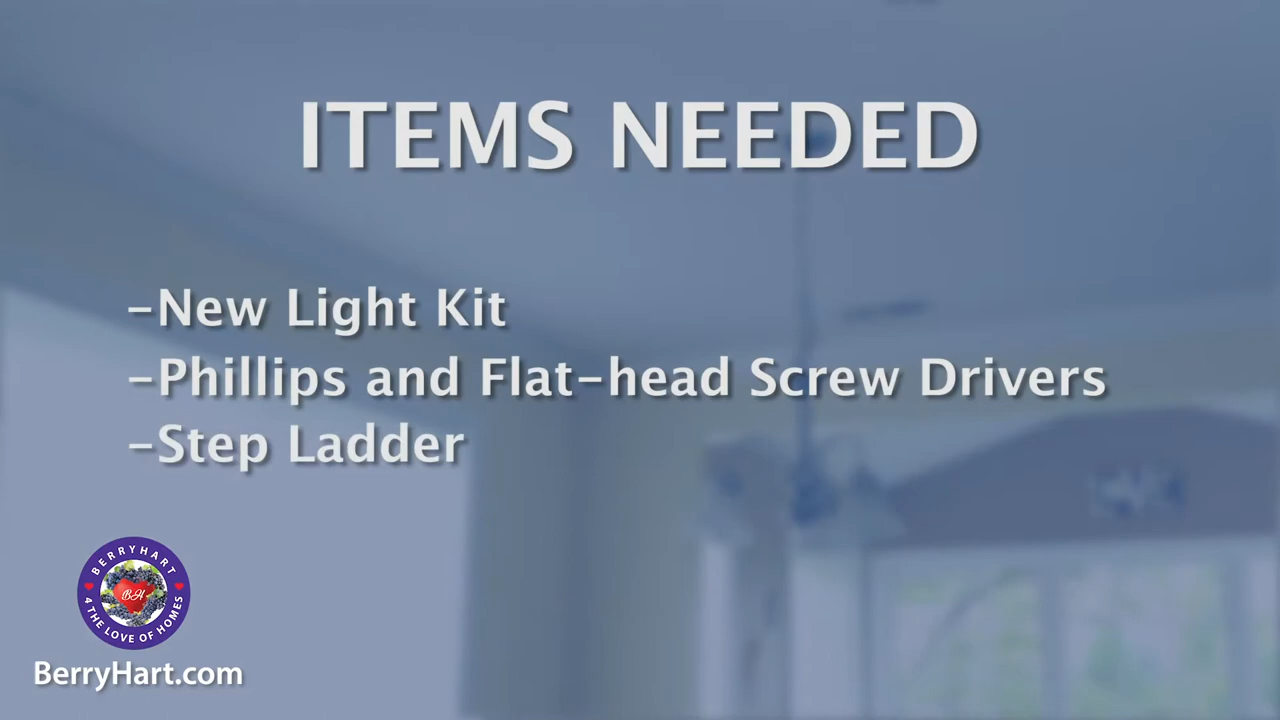 ITEMS NEEDED
-New Light Kit
-Phillips and Flat-head Screw Drivers
-Step Ladder
BERRYHART
BH
4 THE LOVE OF HOMES
BerryHart.com